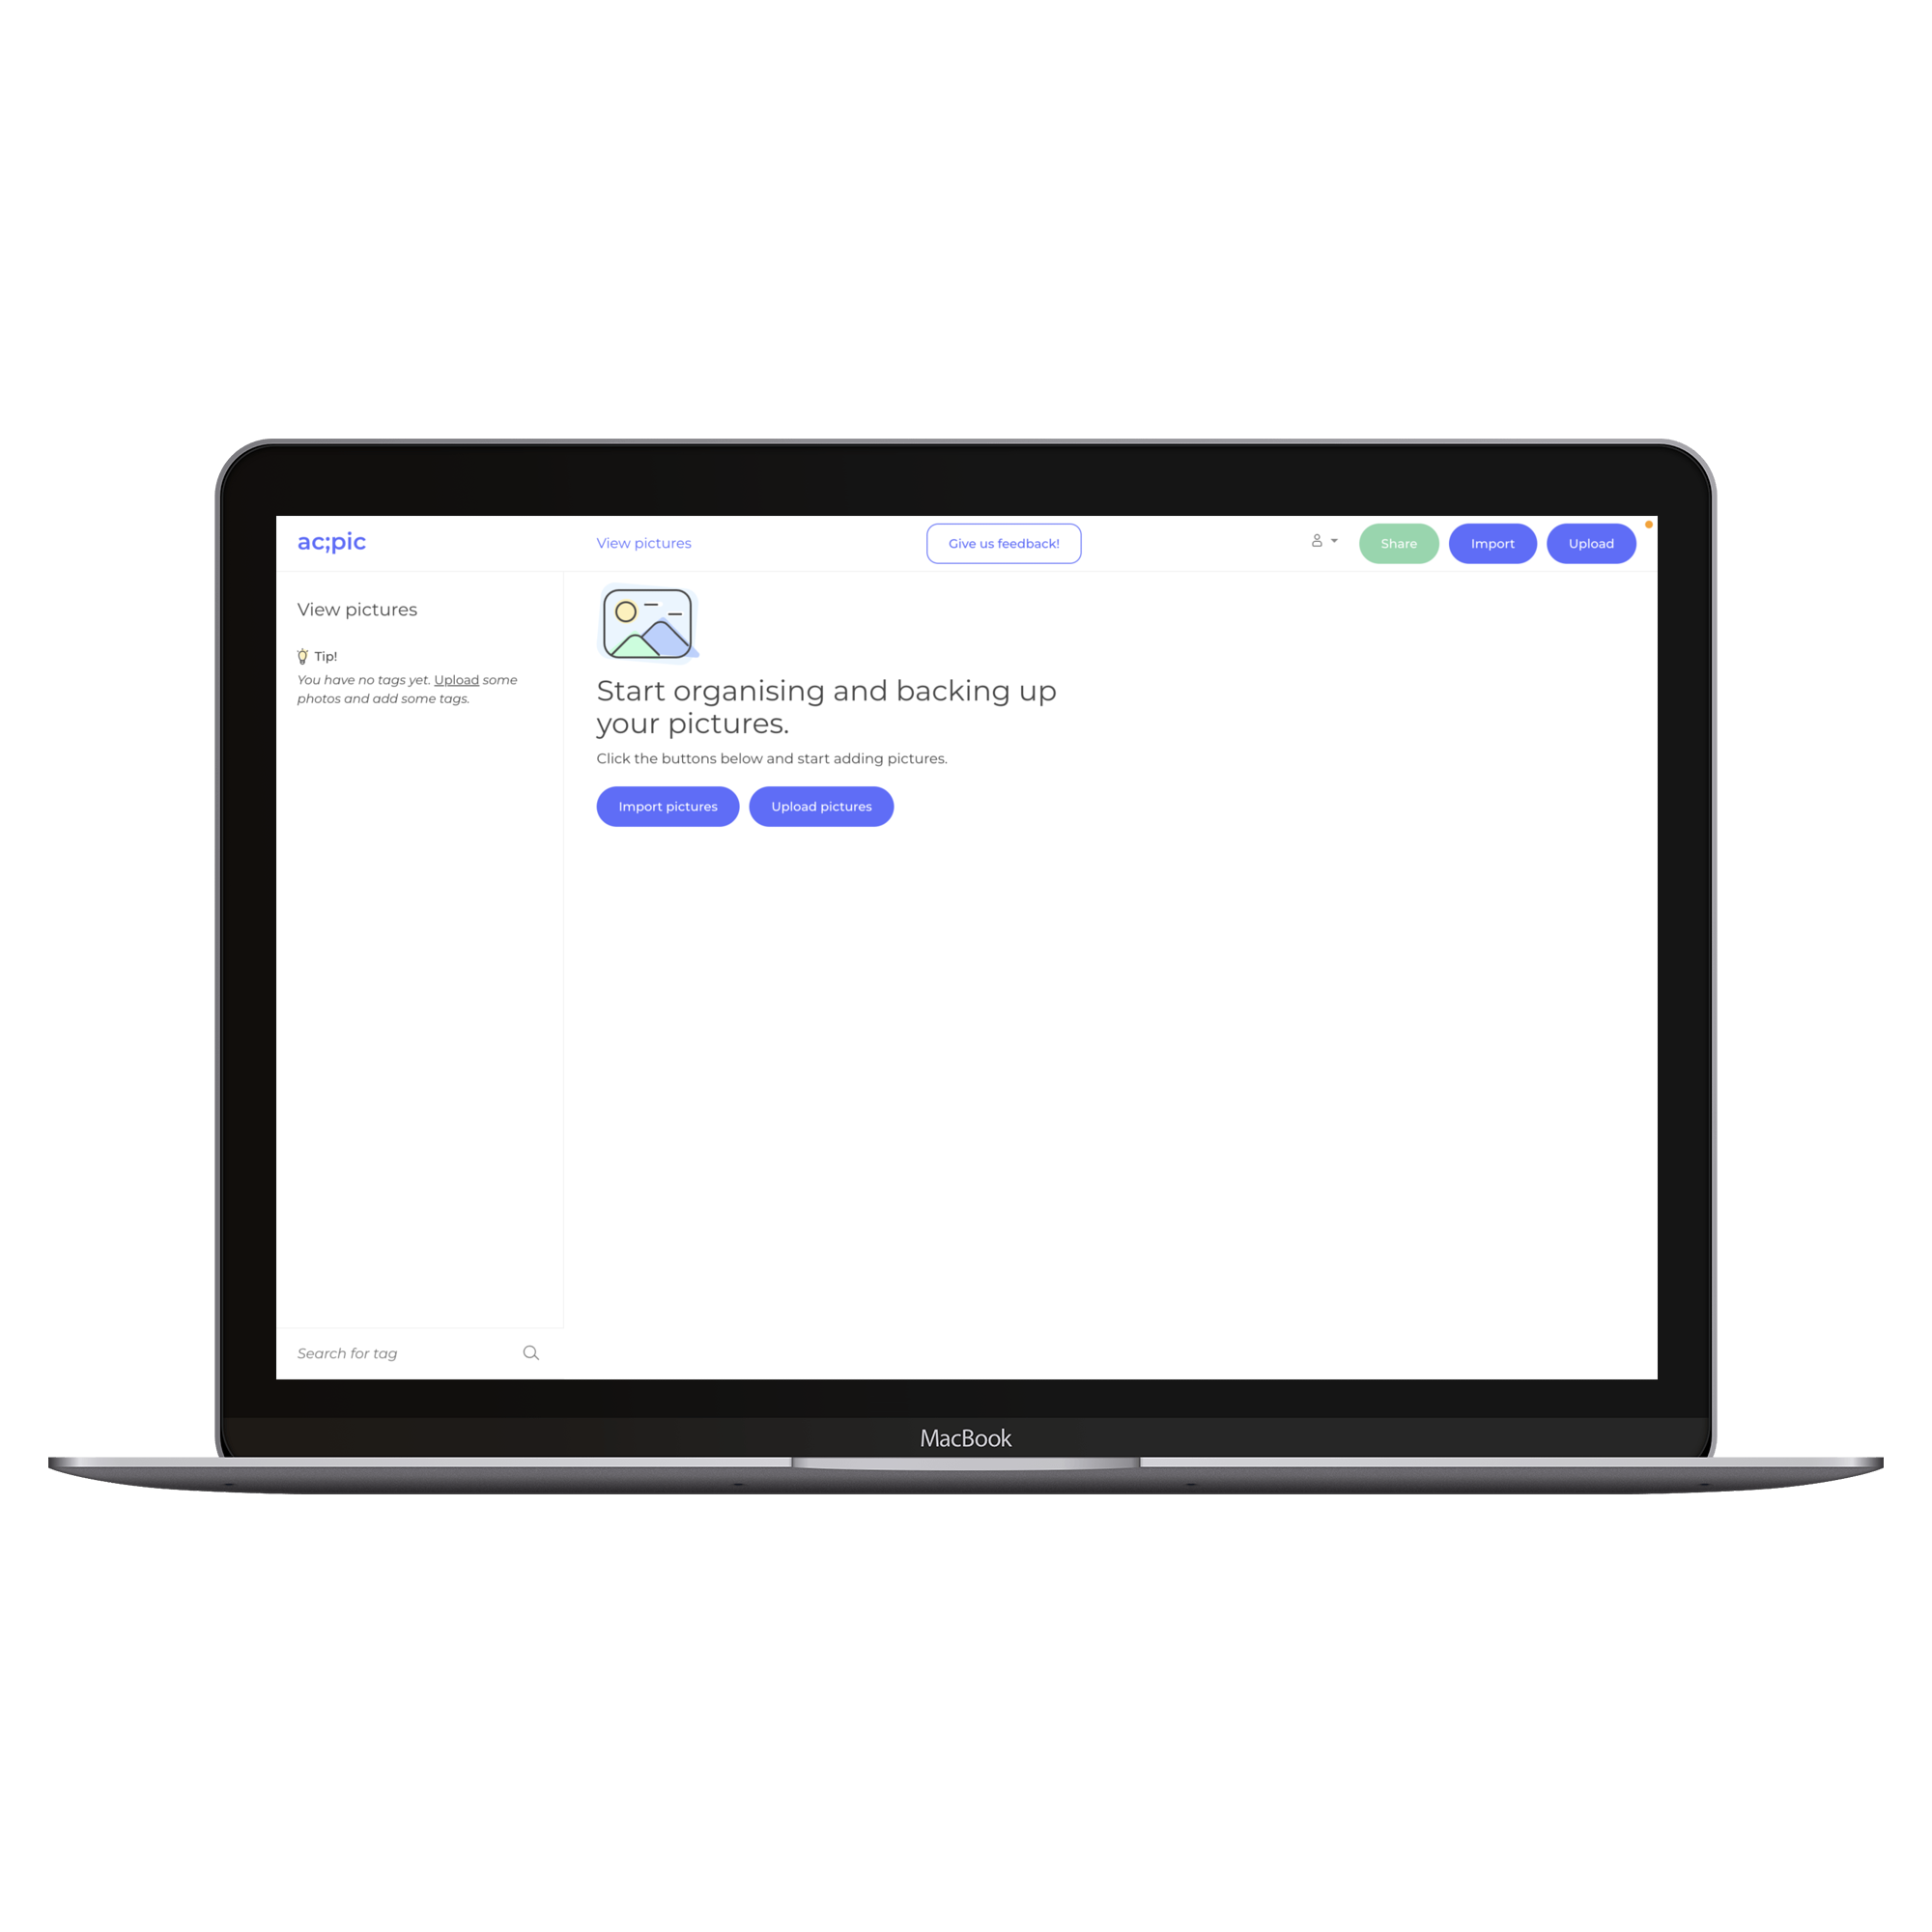 ac;pic
View pictures
Give us feedback!
Share
Import
Upload
View pictures
Tip!
You have no tags yet. Upload some
photos and add some tags.
Start organising and backing up
your pictures.
Click the buttons below and start adding pictures.
Import pictures
Upload pictures
Search for tag
MacBook